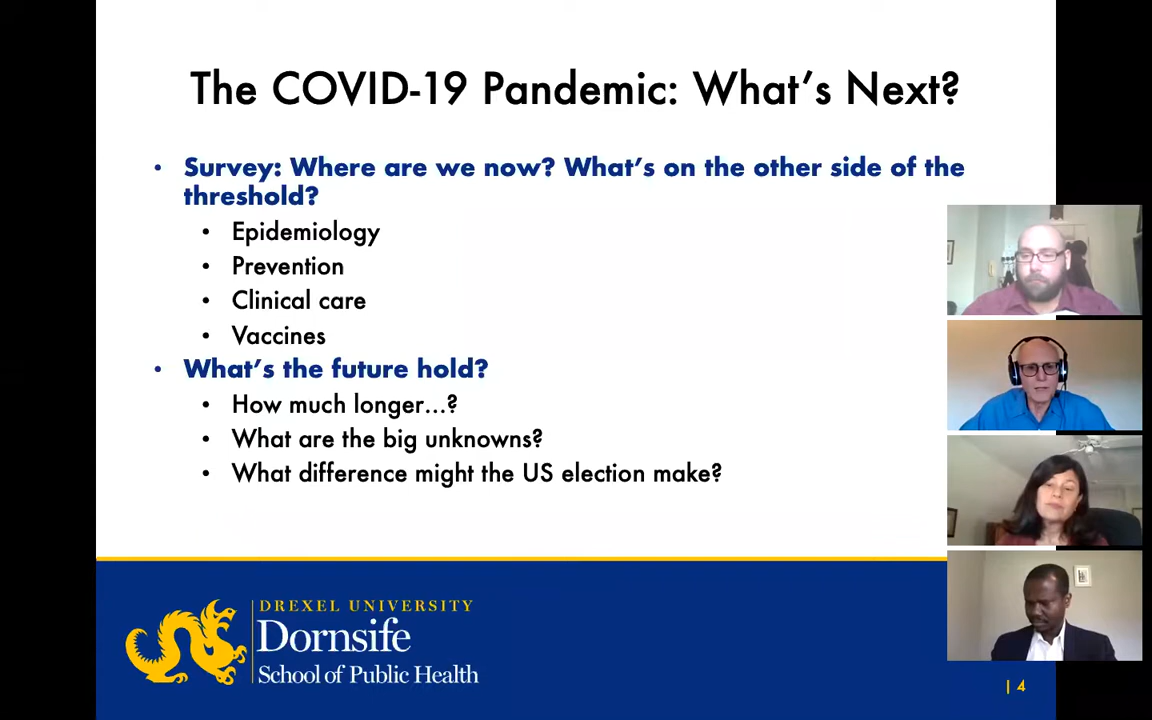 The COVID-19 Pandemic: What's Next?
• Survey: Where are we now? What's on the other side of the
threshold?
• Epidemiology
• Prevention
• Clinical care
• Vaccines
• What's the future hold?
• How much longer...?
• What are the big unknowns?
• What difference might the US election make?
DREXEL UNIVERSITY
Dornsife
School of Public Health
| 4